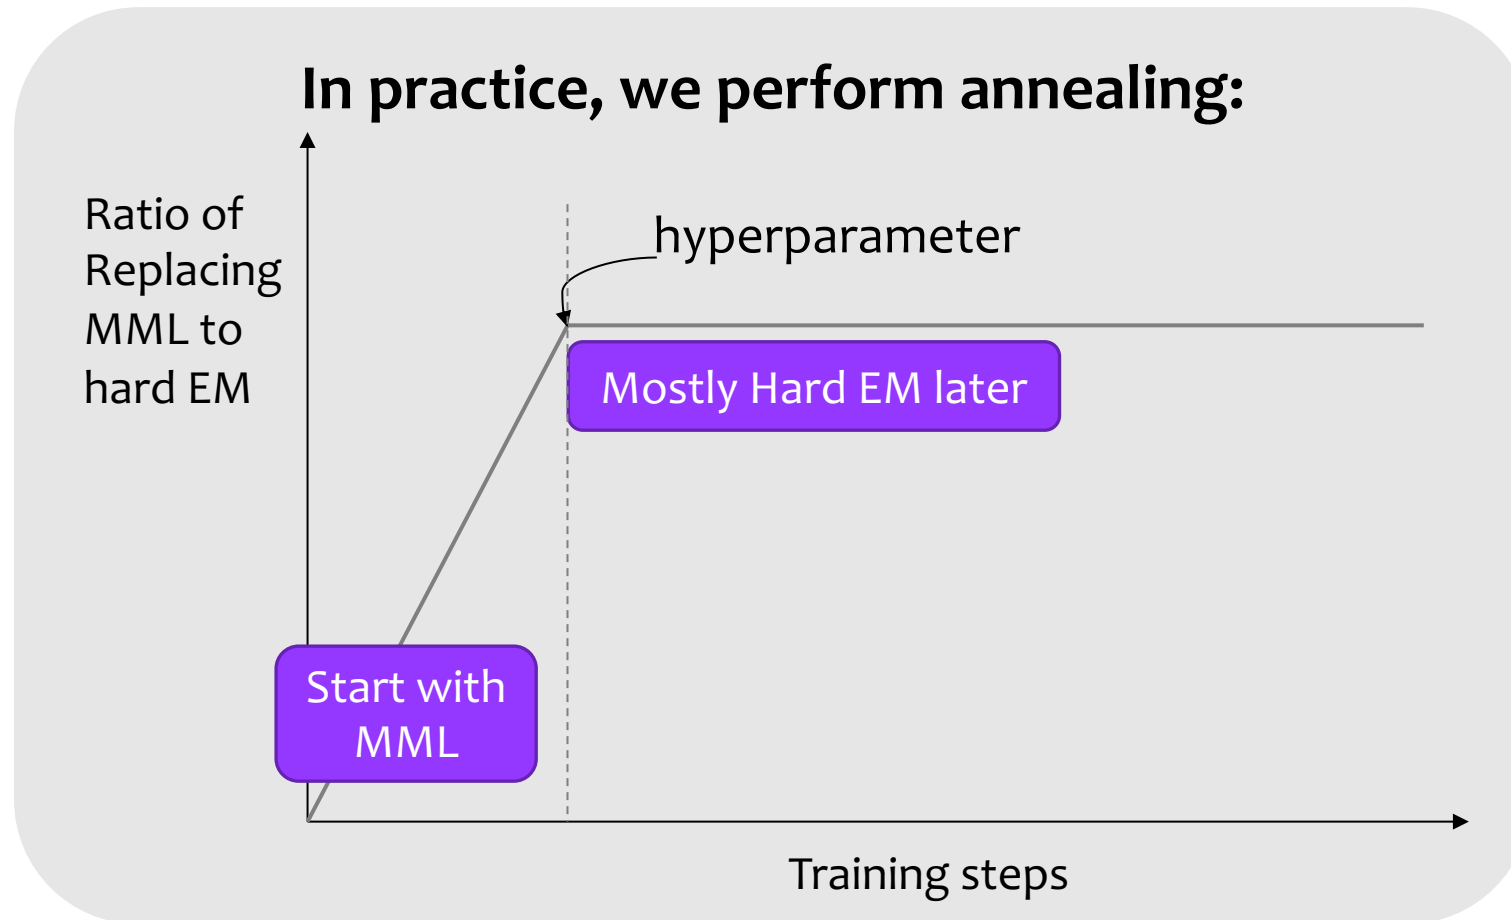 In practice, we perform annealing:
Ratio of
Replacing
MML to
hard EM
hyperparameter
Mostly Hard EM later
Start with
MML
Training steps